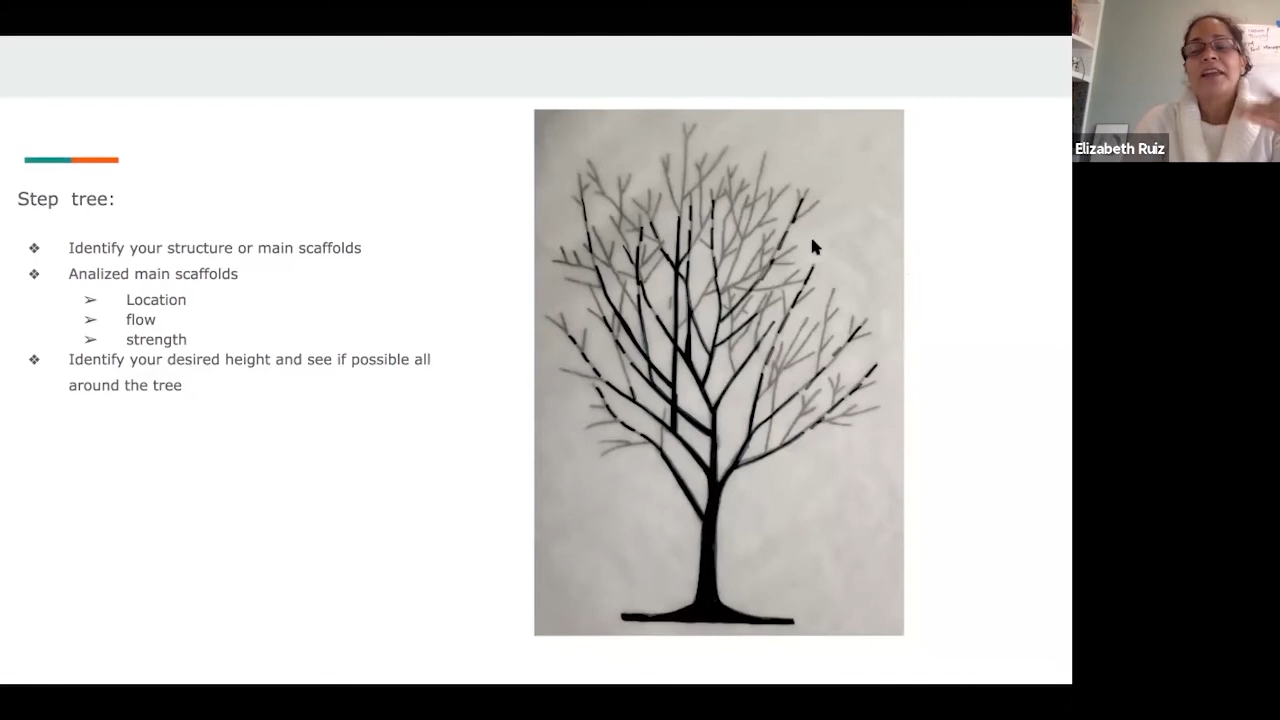 Step tree:
❖ Identify your structure or main scaffolds
❖ Analized main scaffolds
➢ Location
➢ flow
➢ strength
❖ Identify your desired height and see if possible all
around the tree
Elizabeth Ruiz